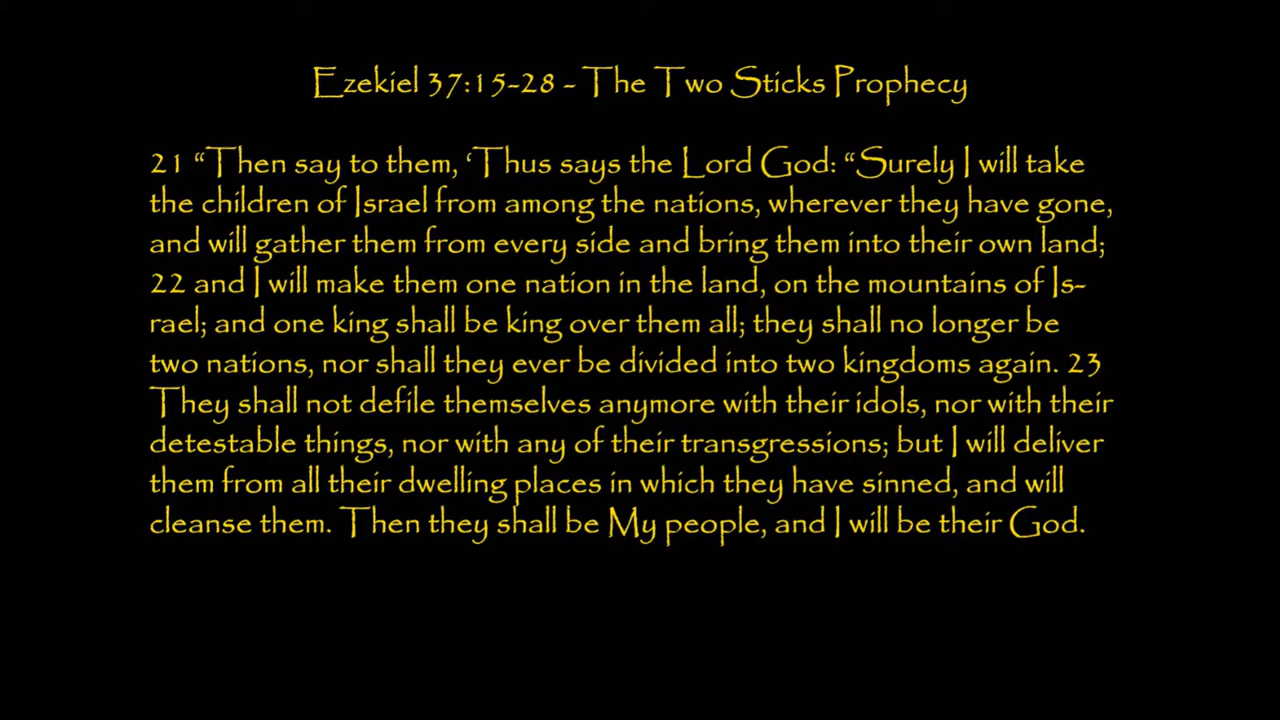 Ezekiel 37:15-28 - The Two Sticks Prophecy
21 “Then say to them, ‘Thus says the Lord God: “Surely I will take
the children of Israel from among the nations, wherever they have gone,
and will gather them from every side and bring them into their own land;
22 and I will make them one nation in the land, on the mountains of Is-
rael; and one king shall be king over them all; they shall no longer be
two nations, nor shall they ever be divided into two kingdoms again. 23
They shall not defile themselves anymore with their idols, nor with their
detestable things, nor with any of their transgressions; but I will deliver
them from all their dwelling places in which they have sinned, and will
cleanse them. Then they shall be My people, and I will be their God.